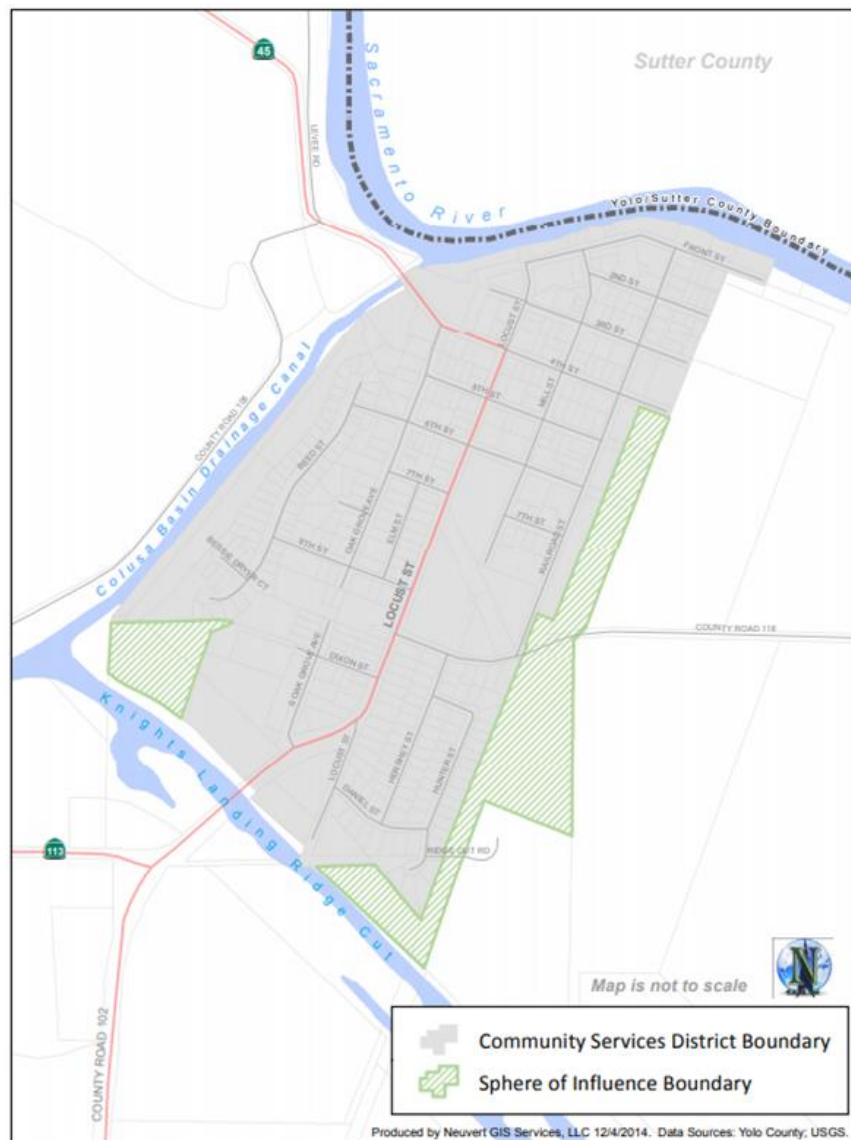 45
Sutter County
LEVEE RD
Sacramento River
Yolo/Sutter County Boundary
FRONT ST
2ND ST
LOCUST ST
3RD ST
4TH ST
Colusa Basin Drainage Canal
COUNTY ROAD 108
5TH ST
MILL ST
6TH ST
REED ST
7TH ST
OAK GROVE AVE
ELM ST
7TH ST
RAILROAD ST
9TH ST
BESSIE DRYER CT
LOCUST ST
COUNTY ROAD 116
S OAK GROVE AVE
DIXON ST
Knights Landing Ridge Cut
LOCUST ST
HERSHEY ST
HUNTER ST
DANIEL ST
RIDGE CUT RD
113
COUNTY ROAD 102
N
Map is not to scale
Community Services District Boundary
Sphere of Influence Boundary
Produced by Neuvert GIS Services, LLC 12/4/2014. Data Sources: Yolo County; USGS.